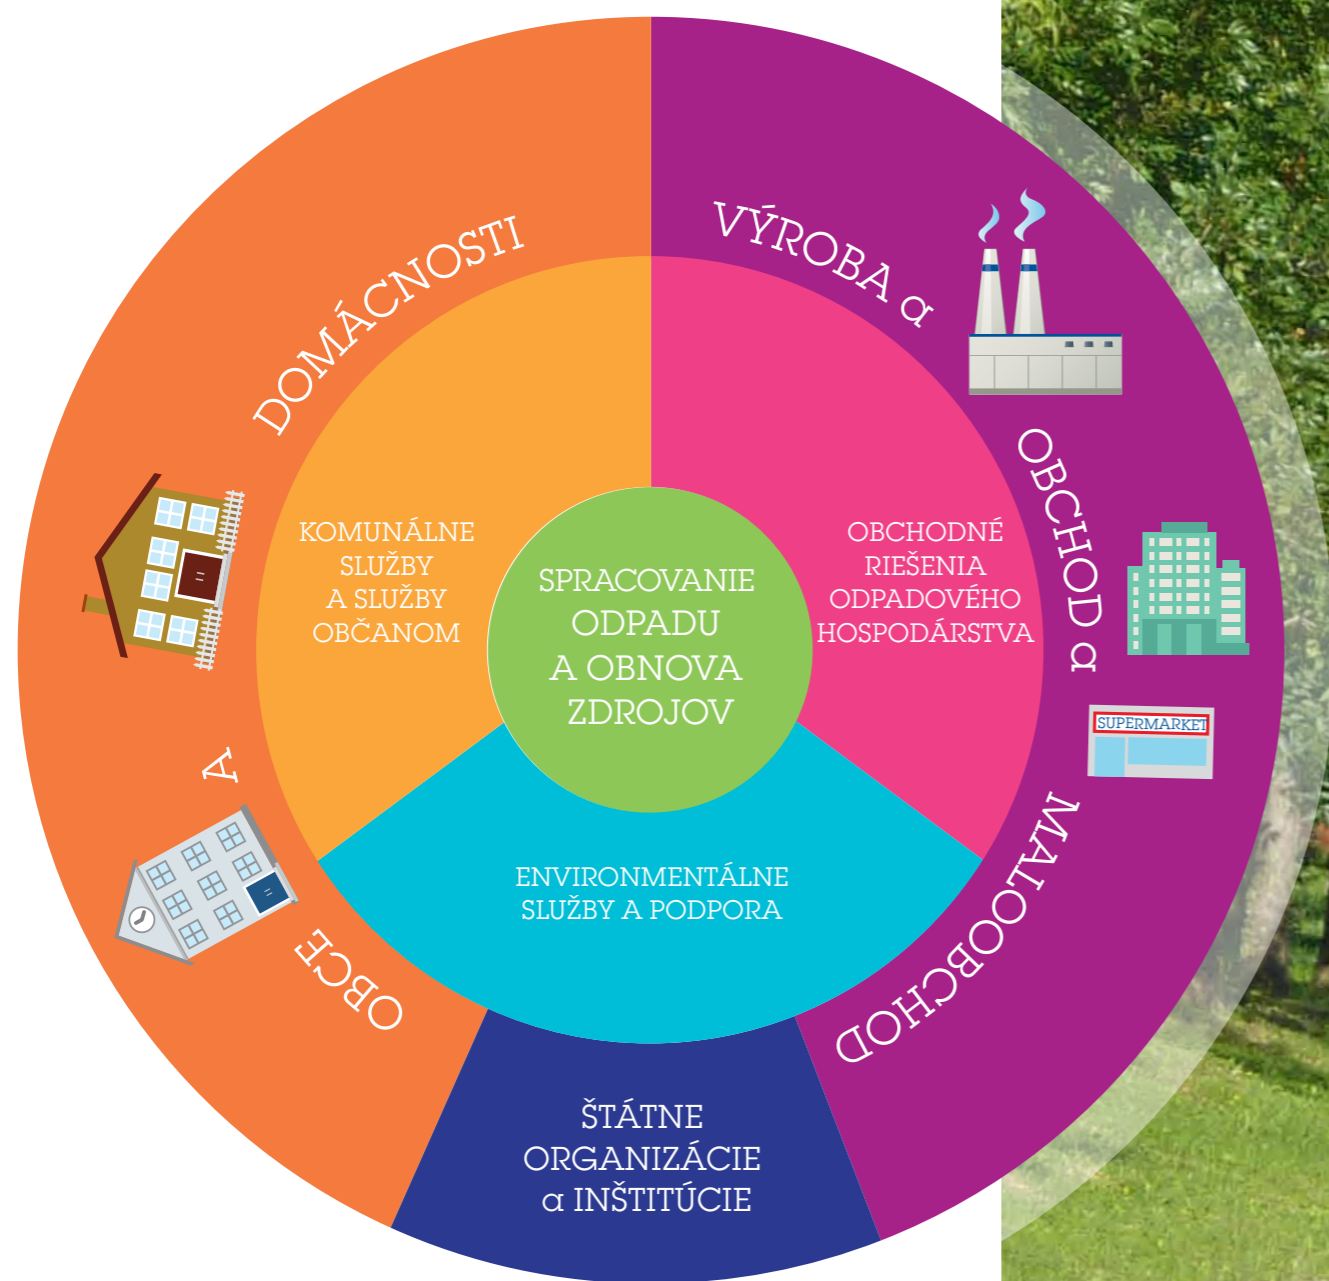 DOMÁCNOSTI
A
OBCE
VÝROBA a
OBCHOD a
MALOOBCHOD
SUPERMARKET
KOMUNÁLNE
SLUŽBY
A SLUŽBY
OBČANOM
SPRACOVANIE
ODPADU
A OBNOVA
ZDROJOV
OBCHODNÉ
RIEŠENIA
ODPADOVÉHO
HOSPODÁRSTVA
ENVIRONMENTÁLNE
SLUŽBY A PODPORA
ŠTÁTNE
ORGANIZÁCIE
a INŠTITÚCIE